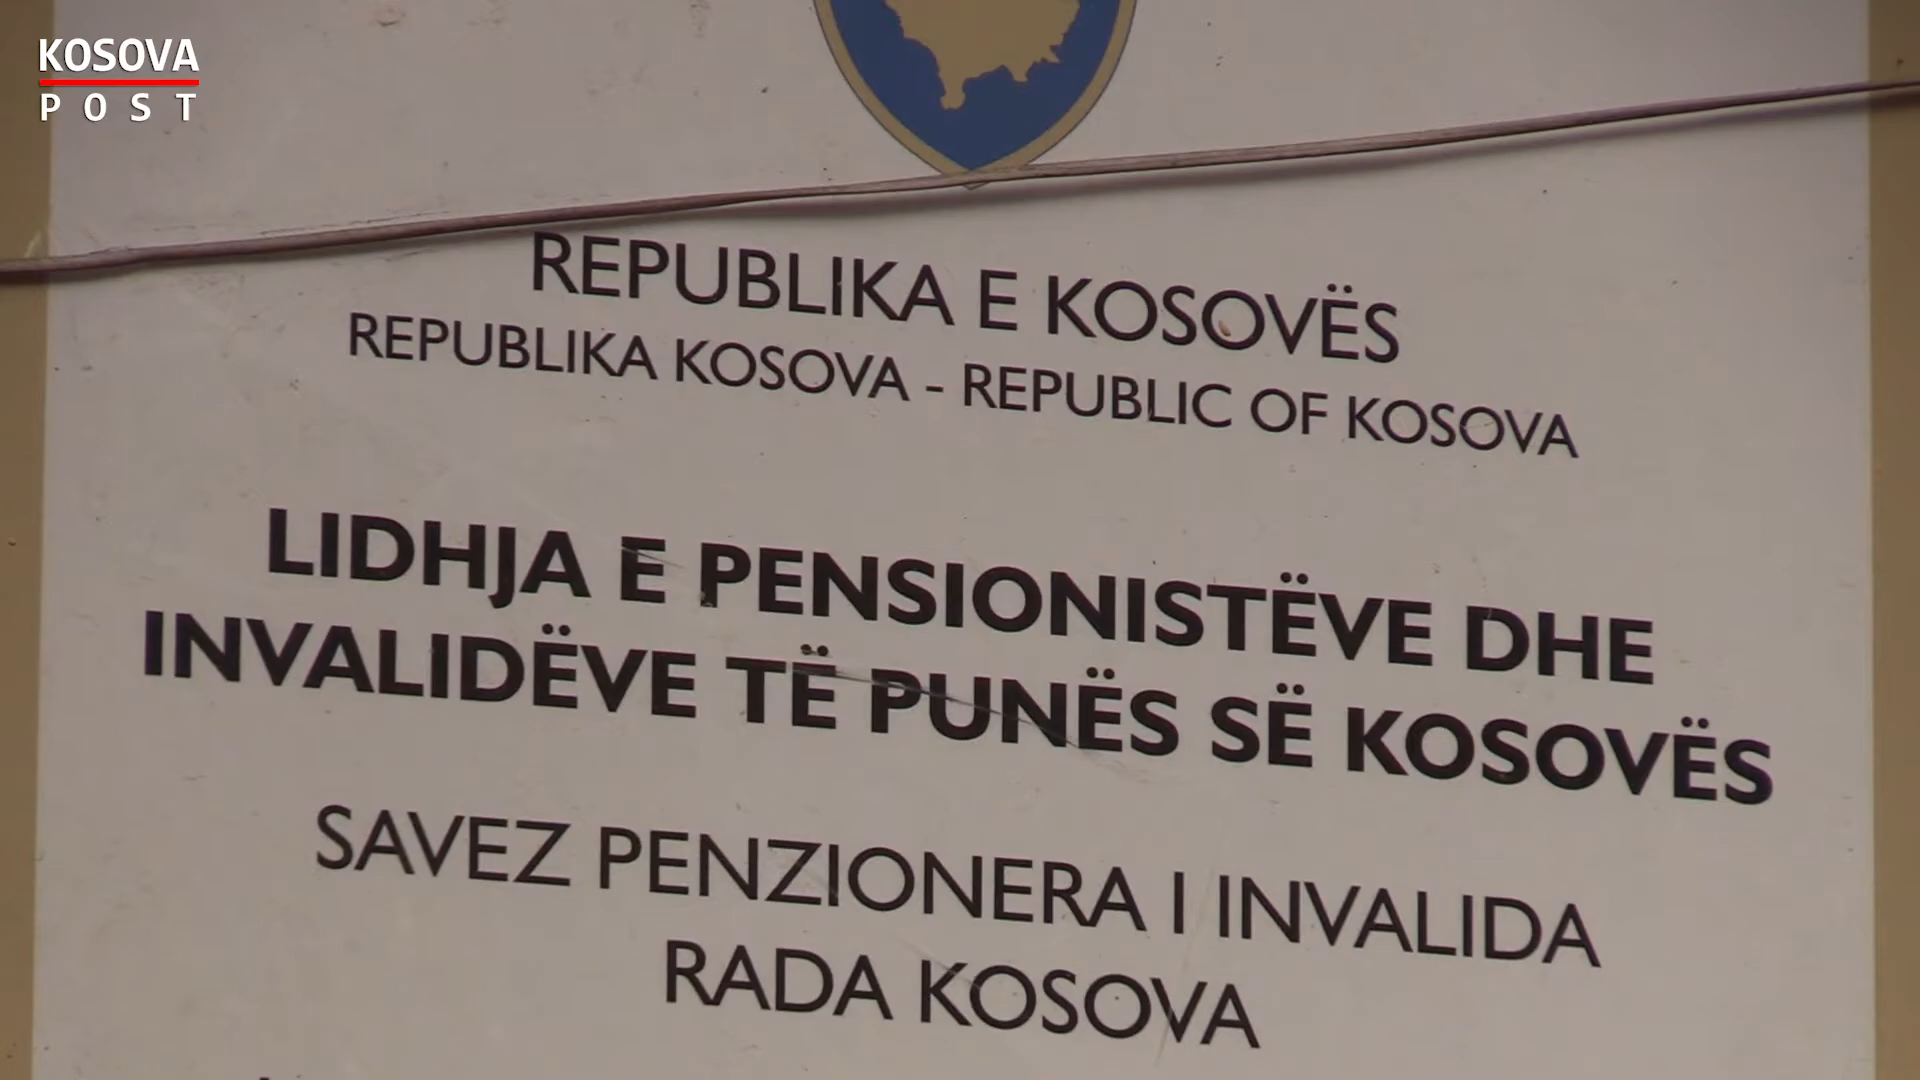 KOSOVA
POST
REPUBLIKA E KOSOVËS
REPUBLIKA KOSOVA - REPUBLIC OF KOSOVA
LIDHJA E PENSIONISTËVE DHE
INVALIDËVE TË PUNËS SË KOSOVËS
SAVEZ PENZIONERA I INVALIDA
RADA KOSOVA